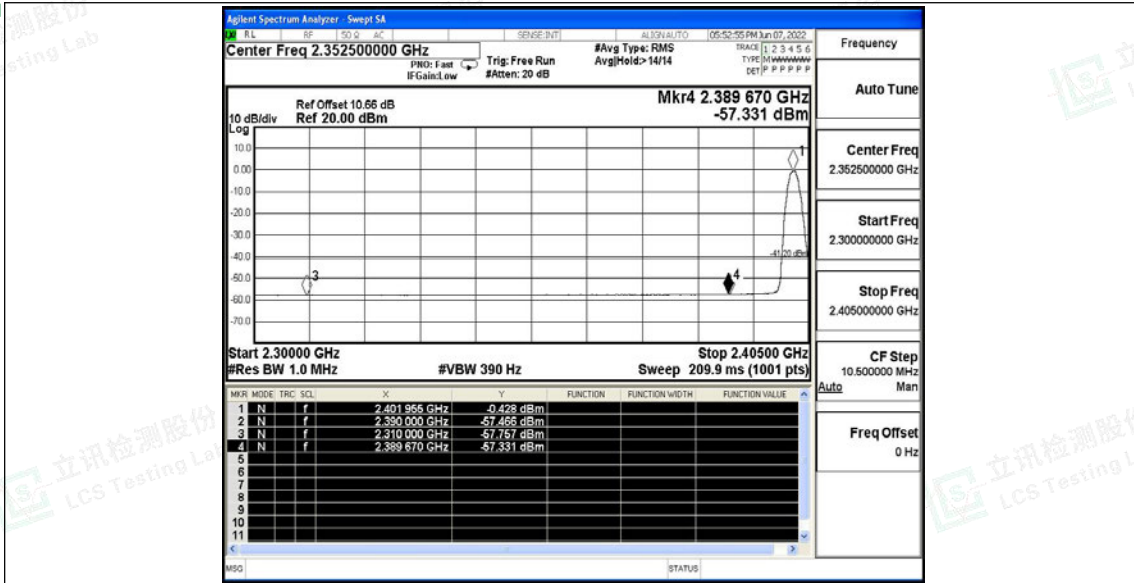 Agilent Spectrum Analyzer - Swept SA
RL RF 50 Ω AC SENSE:INT ALIGN AUTO 05:52:55 PM Jun 07, 2022
Center Freq 2.352500000 GHz
PNO: Fast
IFGain:Low
Trig: Free Run
#Atten: 20 dB
#Avg Type: RMS
Avg|Hold:>14/14
TRACE 1 2 3 4 5 6
TYPE M W W W W W
DET P P P P P P
Ref Offset 10.66 dB
10 dB/div Ref 20.00 dBm
Log
Mkr4 2.389 670 GHz
-57.331 dBm
10.0
0.00
-10.0
-20.0
-30.0
-40.0
-50.0
-60.0
-70.0
1
-41.20 dBm
3
4
Start 2.30000 GHz Stop 2.40500 GHz
#Res BW 1.0 MHz #VBW 390 Hz Sweep 209.9 ms (1001 pts)
MKR MODE TRC SCL X Y FUNCTION FUNCTION WIDTH FUNCTION VALUE
1 N f 2.401 955 GHz -0.428 dBm
2 N f 2.390 000 GHz -57.466 dBm
3 N f 2.310 000 GHz -57.757 dBm
4 N f 2.389 670 GHz -57.331 dBm
5
6
7
8
9
10
11
MSG STATUS
Frequency
Auto Tune
Center Freq
2.352500000 GHz
Start Freq
2.300000000 GHz
Stop Freq
2.405000000 GHz
CF Step
10.500000 MHz
Auto Man
Freq Offset
0 Hz
立讯检测股份
LCS Testing Lab
立讯检测股份
LCS Testing L